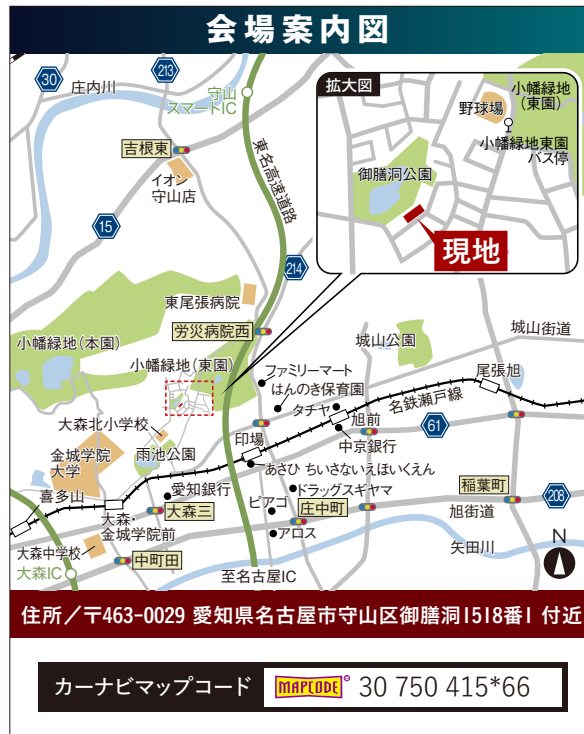 会場案内図
30
213
庄内川
守山
スマートIC
吉根東
イオン
守山店
東名高速道路
15
214
拡大図
小幡緑地
(東園)
野球場
小幡緑地東園
バス停
御膳洞公園
現地
東尾張病院
労災病院西
小幡緑地(本園)
小幡緑地(東園)
城山公園
城山街道
ファミリーマート
はんのき保育園
タチヤ
尾張旭
名鉄瀬戸線
大森北小学校
旭前
61
印場
中京銀行
金城学院
大学
雨池公園
あさひ ちいさないえほいくえん
喜多山
愛知銀行
ドラッグスギヤマ
稲葉町
208
大森・
金城学院前
大森三
ピアゴ
庄中町
旭街道
アロス
大森中学校
中町田
矢田川
N
大森IC
至名古屋IC
住所/〒463-0029 愛知県名古屋市守山区御膳洞1518番1 付近
カーナビマップコード MAPCODE® 30 750 415*66